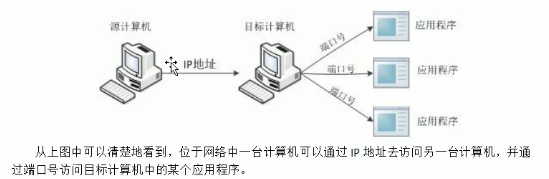 源计算机
目标计算机
IP地址
端口号
应用程序
端口号
应用程序
端口号
应用程序
从上图中可以清楚地看到，位于网络中一台计算机可以通过 IP 地址去访问另一台计算机，并通
过端口号访问目标计算机中的某个应用程序。